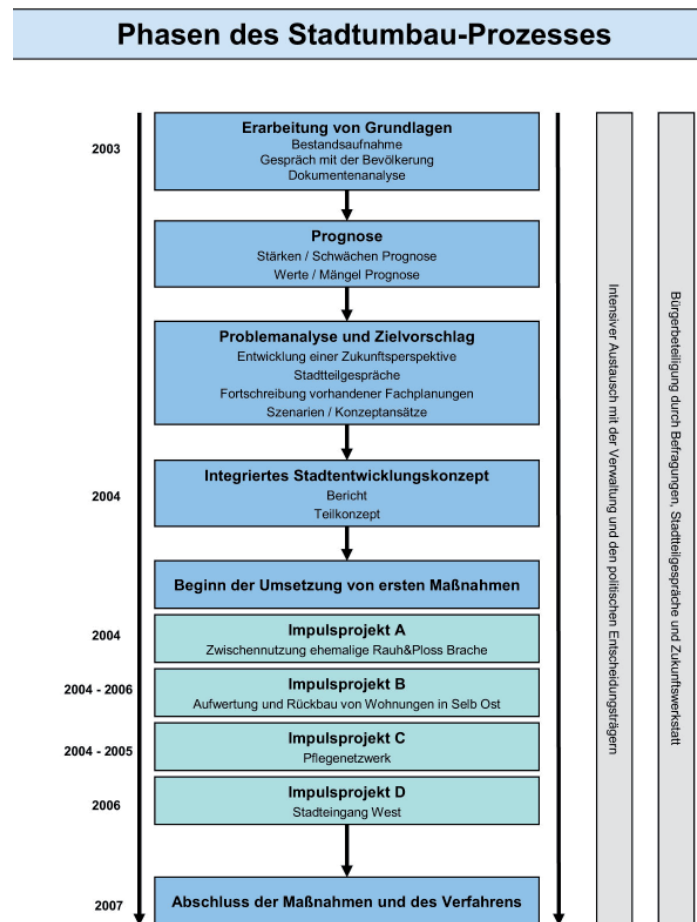 Phasen des Stadtumbau-Prozesses
2003
Erarbeitung von Grundlagen
Bestandsaufnahme
Gespräch mit der Bevölkerung
Dokumentenanalyse
Prognose
Stärken / Schwächen Prognose
Werte / Mängel Prognose
Problemanalyse und Zielvorschlag
Entwicklung einer Zukunftsperspektive
Stadtteilgespräche
Fortschreibung vorhandener Fachplanungen
Szenarien / Konzeptansätze
2004
Integriertes Stadtentwicklungskonzept
Bericht
Teilkonzept
Beginn der Umsetzung von ersten Maßnahmen
2004
Impulsprojekt A
Zwischennutzung ehemalige Rauh&Ploss Brache
2004 - 2006
Impulsprojekt B
Aufwertung und Rückbau von Wohnungen in Selb Ost
2004 - 2005
Impulsprojekt C
Pflegenetzwerk
2006
Impulsprojekt D
Stadteingang West
2007
Abschluss der Maßnahmen und des Verfahrens
Intensiver Austausch mit der Verwaltung und den politischen Entscheidungsträgern
Bürgerbeteiligung durch Befragungen, Stadtteilgespräche und Zukunftswerkstatt